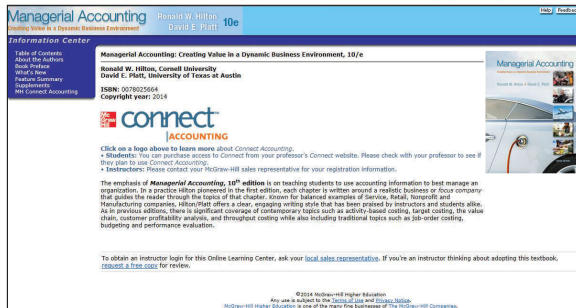 Managerial Accounting
Creating Value in a Dynamic Business Environment
Ronald W. Hilton
David E. Platt
10e
Help
Feedbac
Information Center
Table of Contents
About the Authors
Book Preface
What's New
Feature Summary
Supplements
MH Connect Accounting
Managerial Accounting: Creating Value in a Dynamic Business Environment, 10/e
Ronald W. Hilton, Cornell University
David E. Platt, University of Texas at Austin
ISBN: 0078025664
Copyright year: 2014
Mc Graw Hill connect
ACCOUNTING
Click on a logo above to learn more about Connect Accounting.
• Students: You can purchase access to Connect from your professor's Connect website. Please check with your professor to see if
they plan to use Connect Accounting.
• Instructors: Please contact your McGraw-Hill sales representative for your registration information.
The emphasis of Managerial Accounting, 10th edition is on teaching students to use accounting information to best manage an
organization. In a practice Hilton pioneered in the first edition, each chapter is written around a realistic business or focus company
that guides the reader through the topics of that chapter. Known for balanced examples of Service, Retail, Nonprofit and
Manufacturing companies, Hilton/Platt offers a clear, engaging writing style that has been praised by instructors and students alike.
As in previous editions, there is significant coverage of contemporary topics such as activity-based costing, target costing, the value
chain, customer profitability analysis, and throughput costing while also including traditional topics such as job-order costing,
budgeting and performance evaluation.
Managerial Accounting
To obtain an instructor login for this Online Learning Center, ask your local sales representative. If you're an instructor thinking about adopting this textbook,
request a free copy for review.
©2014 McGraw-Hill Higher Education
Any use is subject to the Terms of Use and Privacy Notice.
McGraw-Hill Higher Education is one of the many fine businesses of The McGraw-Hill Companies.